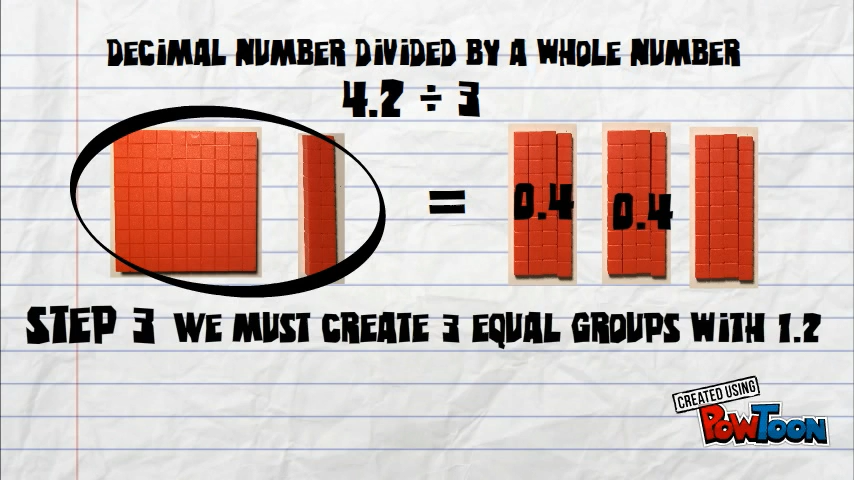 DECIMAL NUMBER DIVIDED BY A WHOLE NUMBER
4.2 ÷ 3
= 0.4 0.4
STEP 3 WE MUST CREATE 3 EQUAL GROUPS WITH 1.2
CREATED USING
POWTOON